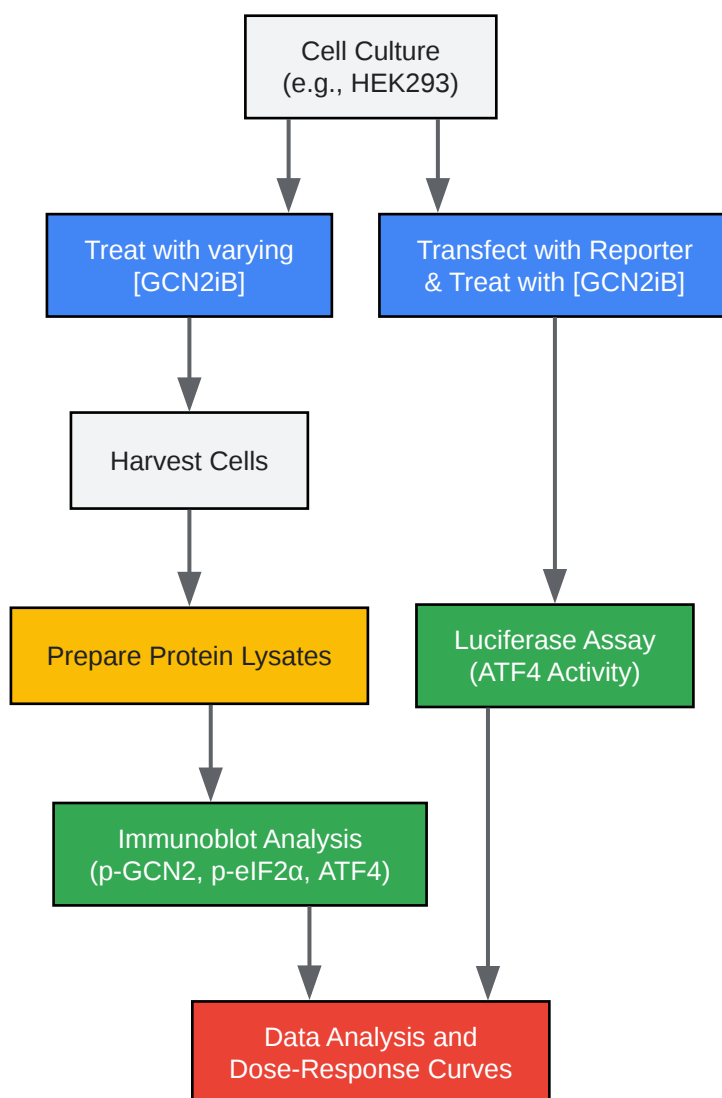 Cell Culture
(e.g., HEK293)
Treat with varying
[GCN2iB]
Transfect with Reporter
& Treat with [GCN2iB]
Harvest Cells
Prepare Protein Lysates
Luciferase Assay
(ATF4 Activity)
Immunoblot Analysis
(p-GCN2, p-eIF2α, ATF4)
Data Analysis and
Dose-Response Curves